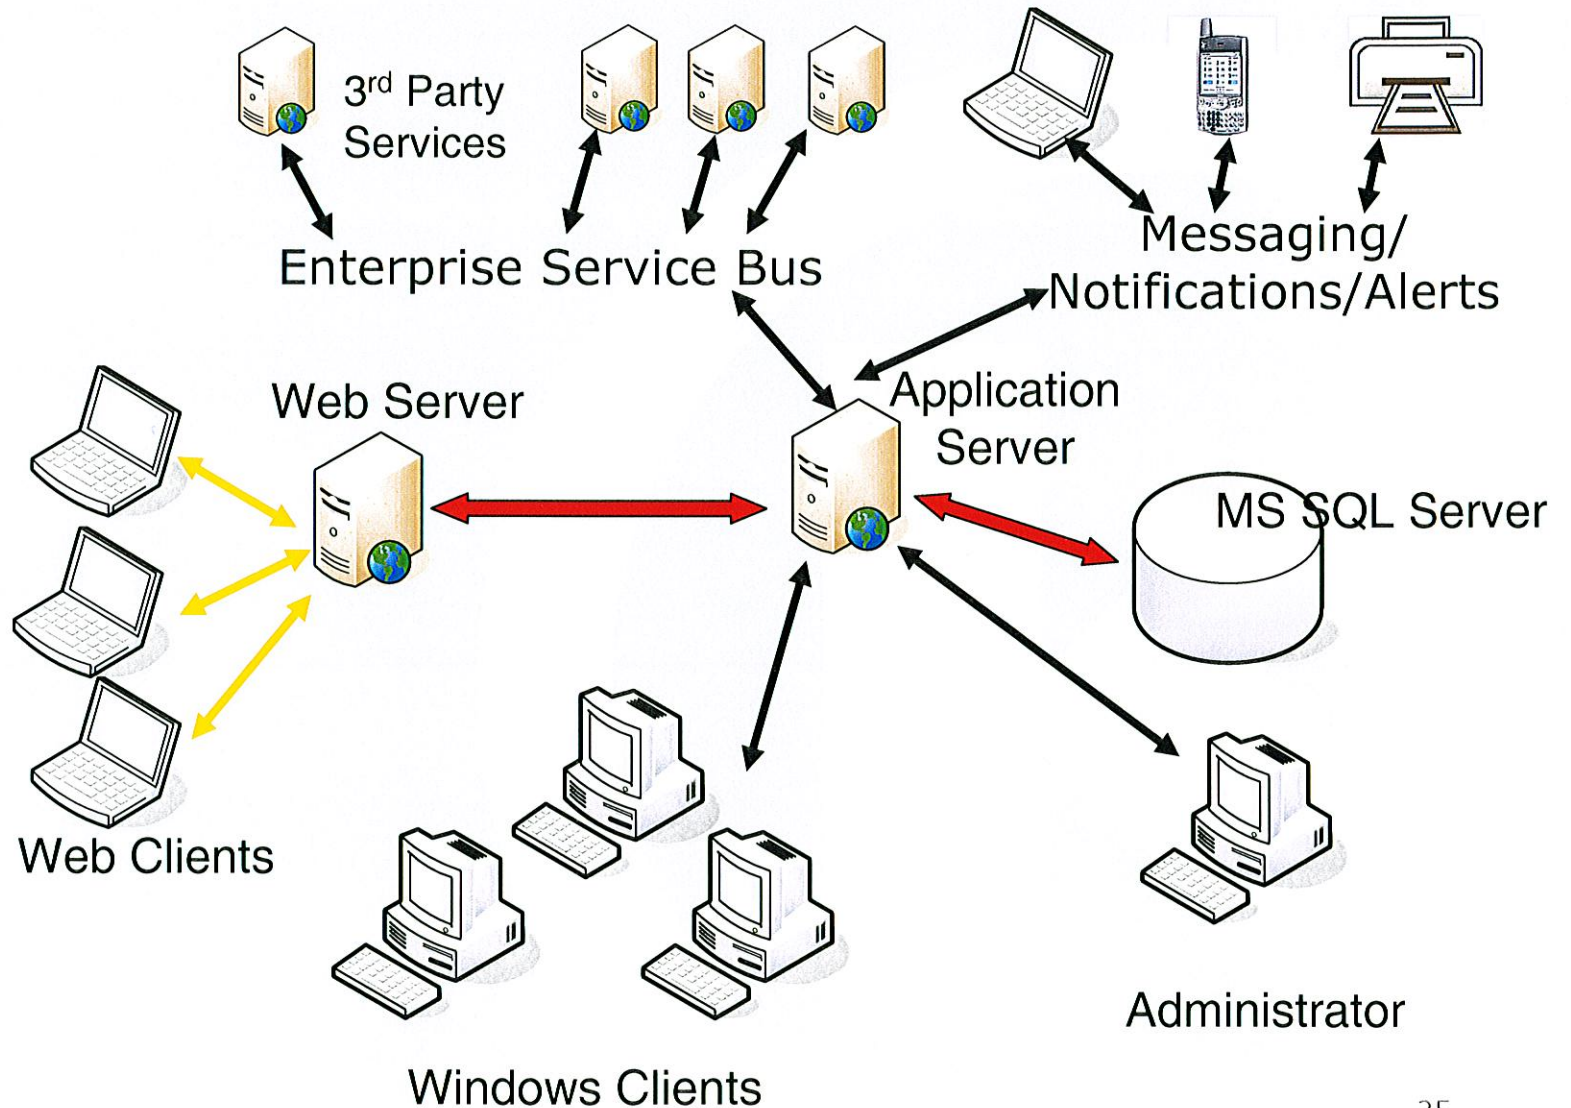 3rd Party
Services
Enterprise Service Bus
Messaging/
Notifications/Alerts
Web Server
Application
Server
MS SQL Server
Web Clients
Administrator
Windows Clients